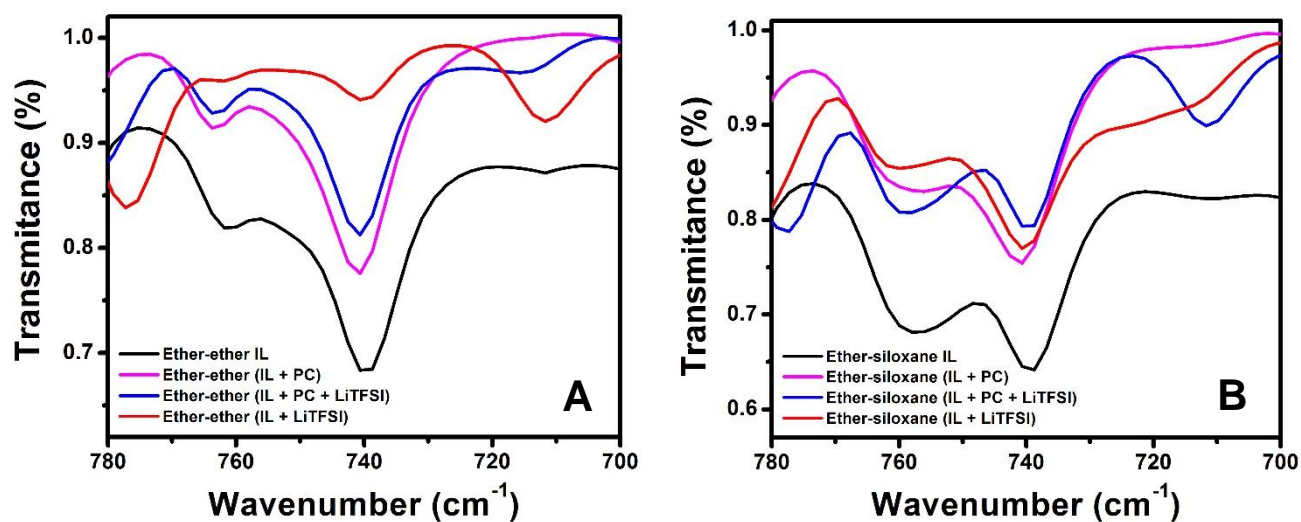 1.0
0.9
0.8
0.7
Transmitance (%)
Ether-ether IL
Ether-ether (IL + PC)
Ether-ether (IL + PC + LiTFSI)
Ether-ether (IL + LiTFSI)
A
780 760 740 720 700
Wavenumber (cm-1)
1.0
0.9
0.8
0.7
0.6
Transmitance (%)
Ether-siloxane IL
Ether-siloxane (IL + PC)
Ether-siloxane (IL + PC + LiTFSI)
Ether-siloxane (IL + LiTFSI)
B
780 760 740 720 700
Wavenumber (cm-1)